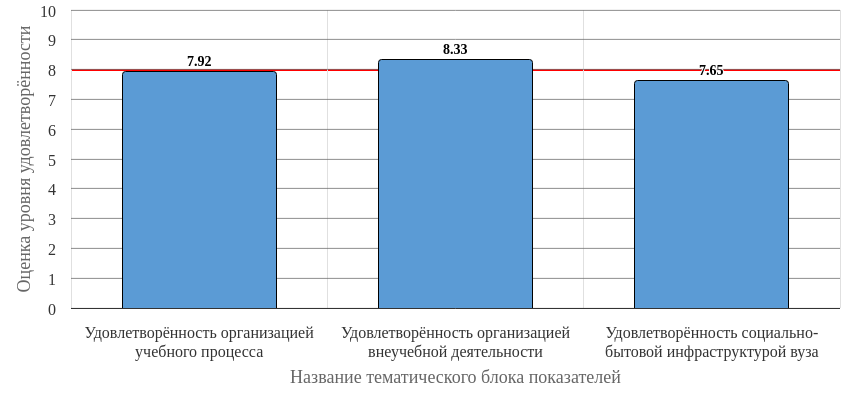 Оценка уровня удовлетворённости
10
9
8
7
6
5
4
3
2
1
0
7.92
8.33
7.65
Удовлетворённость организацией
учебного процесса
Удовлетворённость организацией
внеучебной деятельности
Удовлетворённость социально-
бытовой инфраструктурой вуза
Название тематического блока показателей